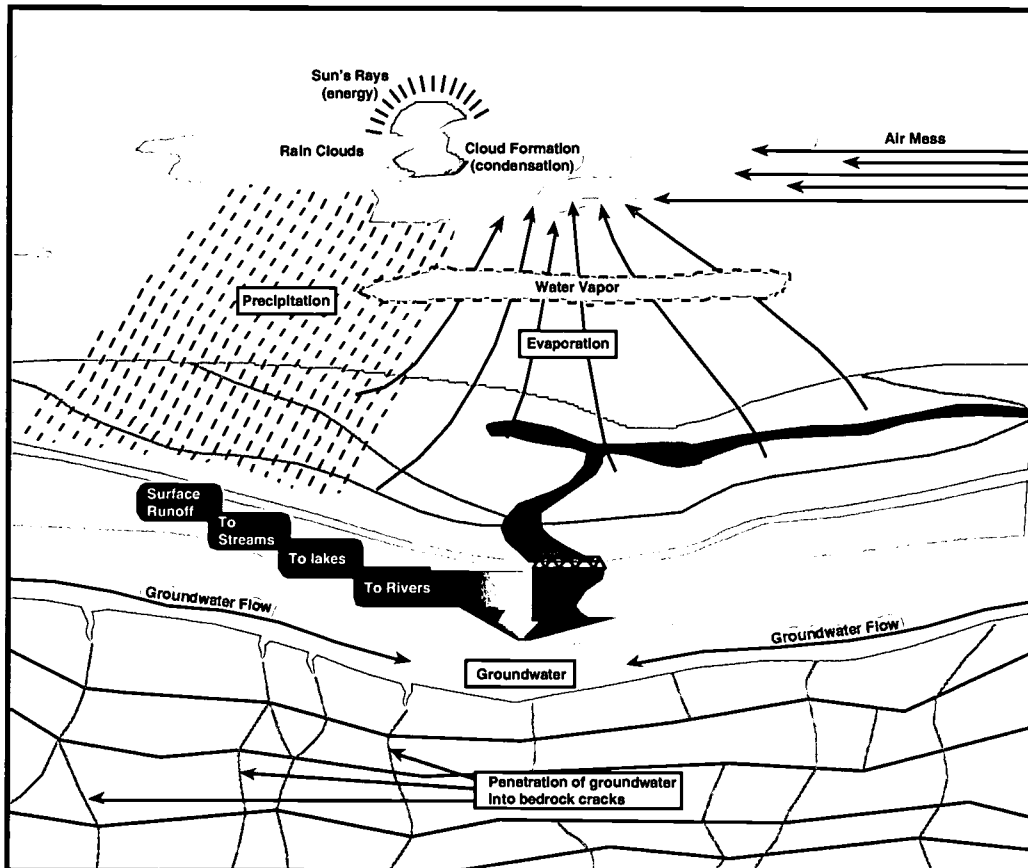 Sun's Rays
(energy)
Rain Clouds
Cloud Formation
(condensation)
Air Mess
Precipitation
Water Vapor
Evaporation
Surface
Runoff
To
Streams
To lakes
To Rivers
Groundwater Flow
Groundwater Flow
Groundwater
Penetration of groundwater
Into bedrock cracks